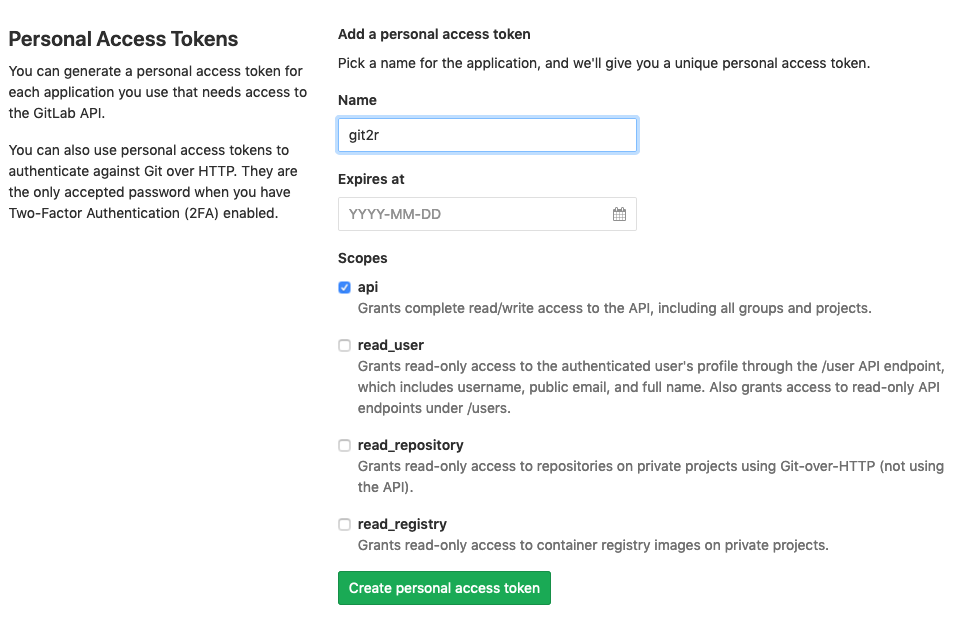 Personal Access Tokens
You can generate a personal access token for
each application you use that needs access to
the GitLab API.
You can also use personal access tokens to
authenticate against Git over HTTP. They are
the only accepted password when you have
Two-Factor Authentication (2FA) enabled.
Add a personal access token
Pick a name for the application, and we'll give you a unique personal access token.
Name
git2r
Expires at
YYYY-MM-DD
Scopes
api
Grants complete read/write access to the API, including all groups and projects.
read_user
Grants read-only access to the authenticated user's profile through the /user API endpoint,
which includes username, public email, and full name. Also grants access to read-only API
endpoints under /users.
read_repository
Grants read-only access to repositories on private projects using Git-over-HTTP (not using
the API).
read_registry
Grants read-only access to container registry images on private projects.
Create personal access token